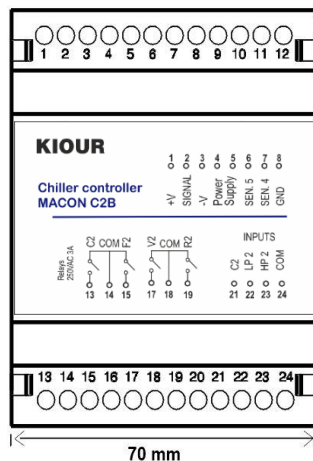 1 2 3 4 5 6 7 8 9 10 11 12
KIOUR
Chiller controller
MACON C2B
1 2 3 4 5 6 7 8
+V
SIGNAL
-V
Power
Supply
SEN. 5
SEN. 4
GND
Relays
250VAC 3A
C2 COM F2
V2 COM R2
13 14 15
17 18 19
INPUTS
C2
LP 2
HP 2
COM
21 22 23 24
13 14 15 16 17 18 19 20 21 22 23 24
70 mm